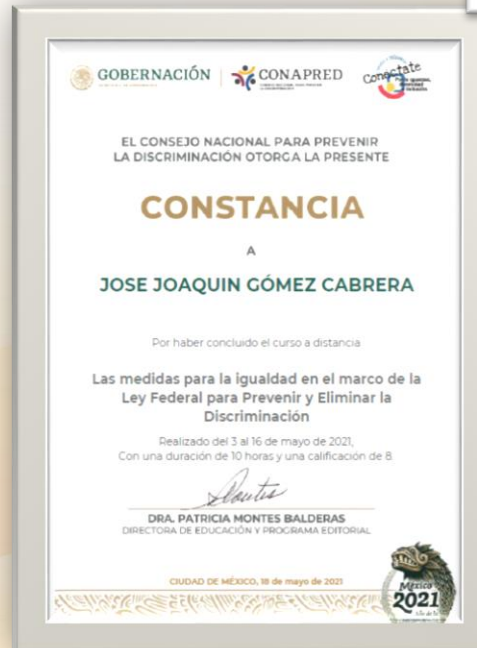 GOBERNACIÓN
CONAPRED
Conéctate
EL CONSEJO NACIONAL PARA PREVENIR
LA DISCRIMINACIÓN OTORGA LA PRESENTE
CONSTANCIA
A
JOSE JOAQUIN GÓMEZ CABRERA
Por haber concluido el curso a distancia
Las medidas para la igualdad en el marco de la
Ley Federal para Prevenir y Eliminar la
Discriminación
Realizado del 3 al 16 de mayo de 2021,
Con una duración de 10 horas y una calificación de 8
DRA. PATRICIA MONTES BALDERAS
DIRECTORA DE EDUCACIÓN Y PROGRAMA EDITORIAL
CIUDAD DE MÉXICO, 18 de mayo de 2021
México
2021